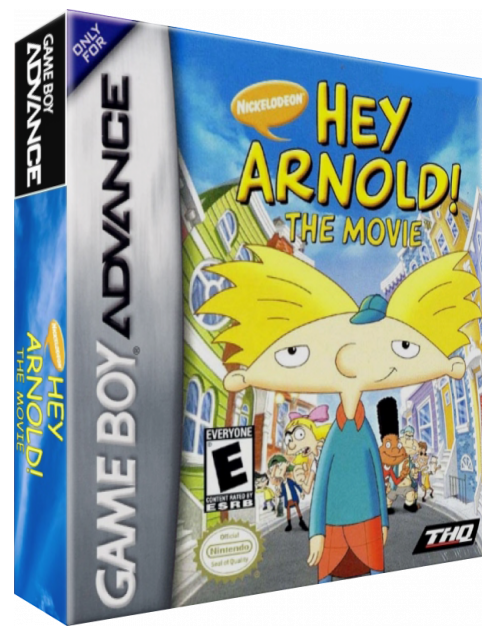 GAME BOY
ADVANCE
NICKELODEON
HEY
ARNOLD!
THE MOVIE
ONLY
FOR
GAME BOY ADVANCE
NICKELODEON
HEY
ARNOLD!
THE MOVIE
EVERYONE
E
CONTENT RATED BY
ESRB
Official
Nintendo
Seal of Quality
THQ